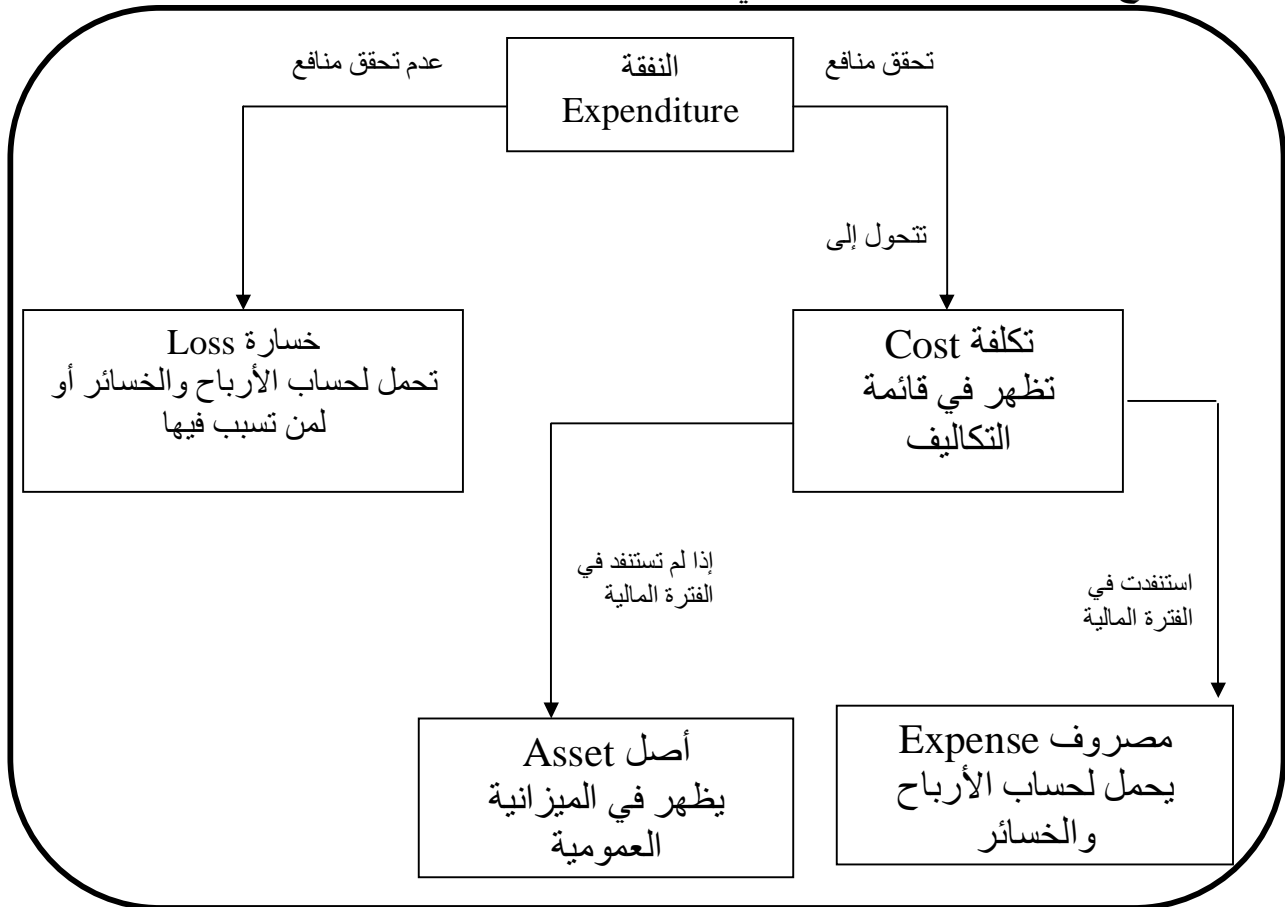 تحقق منافع
النفقة
Expenditure
عدم تحقق منافع
تتحول إلى
تكلفة Cost
تظهر في قائمة
التكاليف
خسارة Loss
تحمل لحساب الأرباح والخسائر أو
لمن تسبب فيها
استنفدت في
الفترة المالية
إذا لم تستنفد في
الفترة المالية
مصروف Expense
يحمل لحساب الأرباح
والخسائر
أصل Asset
يظهر في الميزانية
العمومية